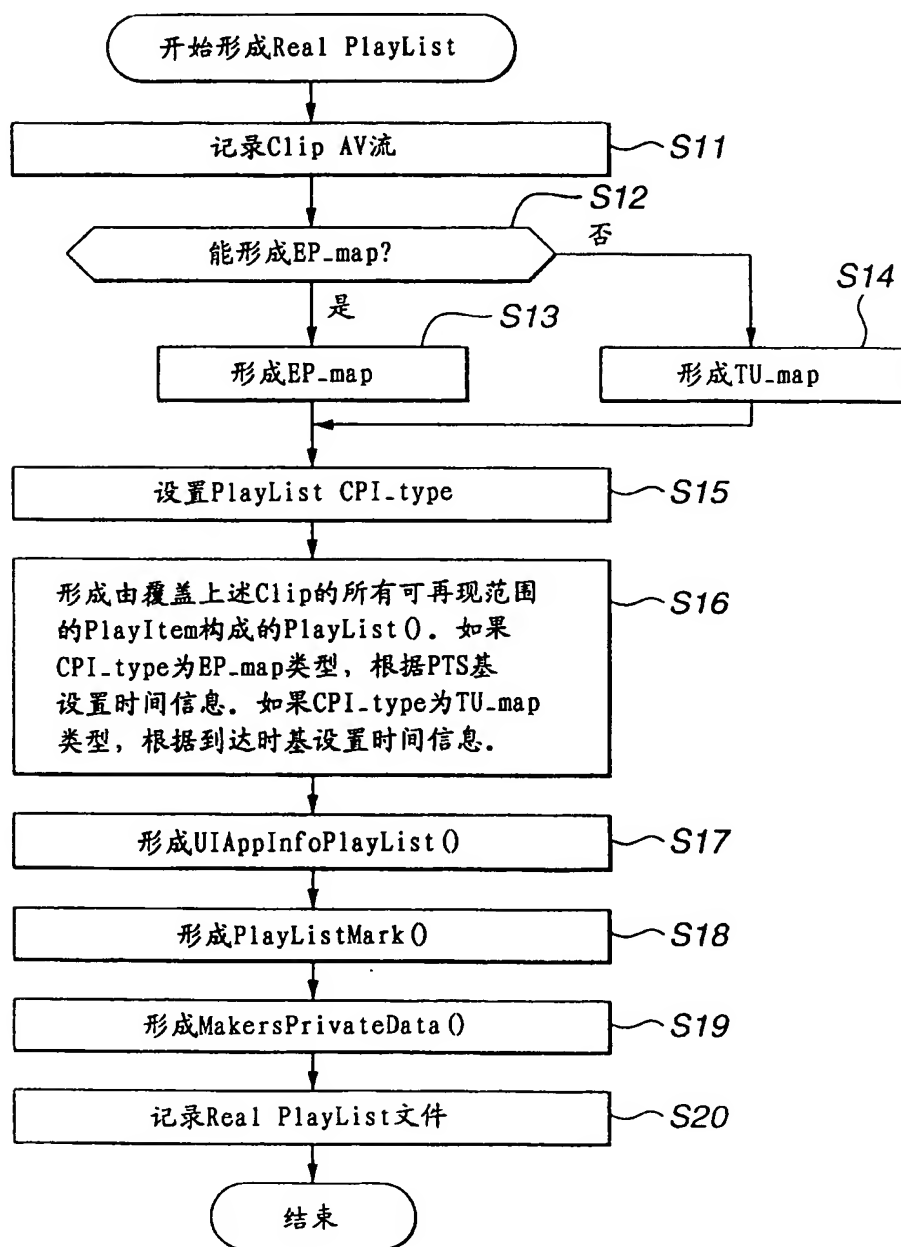 开始形成Real PlayList
记录Clip AV流
S11
S12
能形成EP_map?
否
是
S13
S14
形成EP_map
形成TU_map
设置PlayList CPI_type
S15
形成由覆盖上述Clip的所有可再现范围
的PlayItem构成的PlayList()。如果
CPI_type为EP_map类型，根据PTS基
设置时间信息。如果CPI_type为TU_map
类型，根据到达时基设置时间信息。
S16
形成UIAppInfoPlayList()
S17
形成PlayListMark()
S18
形成MakersPrivateData()
S19
记录Real PlayList文件
S20
结束